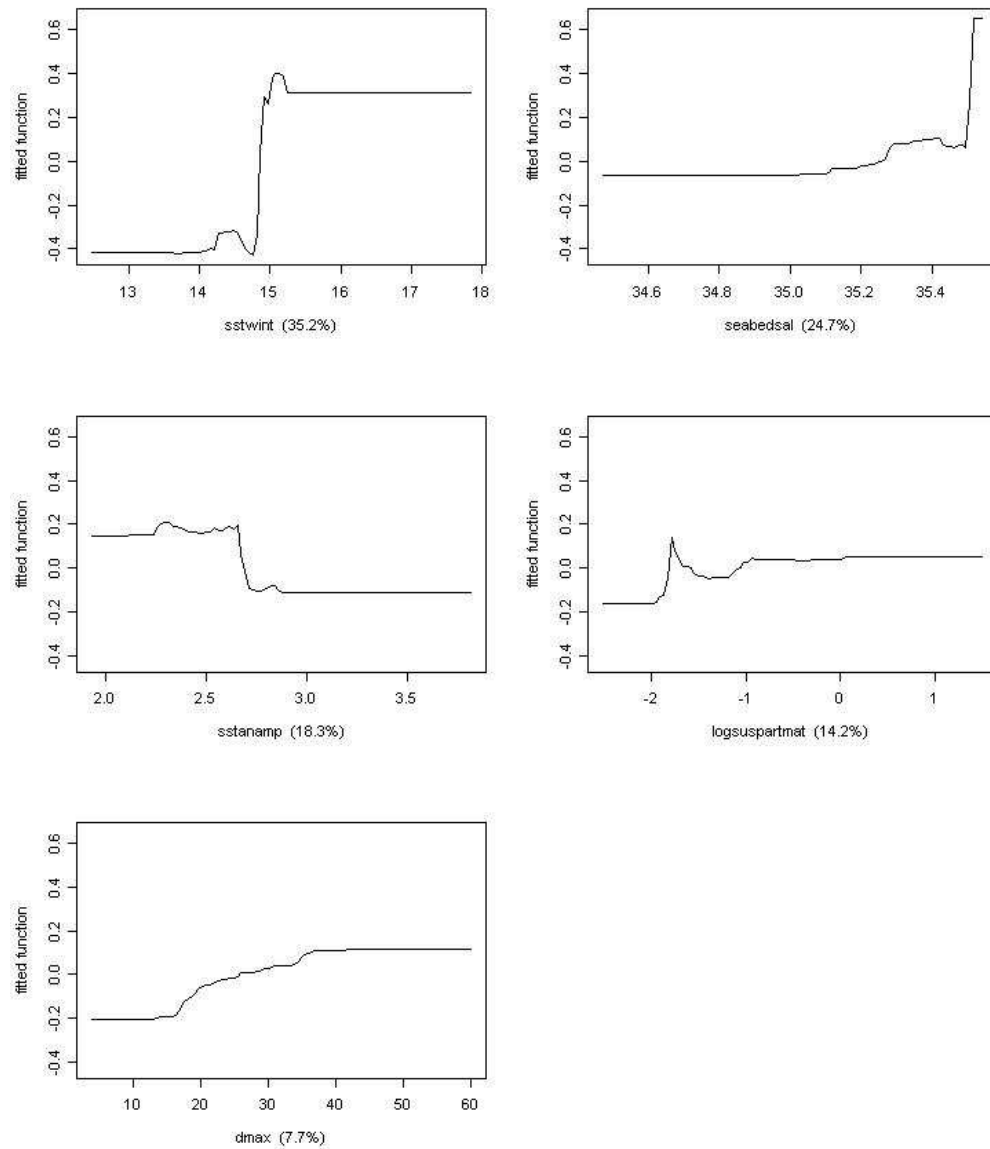 fitted function
0.6
0.4
0.2
0.0
-0.2
-0.4
13 14 15 16 17 18
sstwint (35.2%)
fitted function
0.6
0.4
0.2
0.0
-0.2
-0.4
34.6 34.8 35.0 35.2 35.4
seabedsal (24.7%)
fitted function
0.6
0.4
0.2
0.0
-0.2
-0.4
2.0 2.5 3.0 3.5
sstanamp (18.3%)
fitted function
0.6
0.4
0.2
0.0
-0.2
-0.4
-2 -1 0 1
logsuspartmat (14.2%)
fitted function
0.6
0.4
0.2
0.0
-0.2
-0.4
10 20 30 40 50 60
dmax (7.7%)